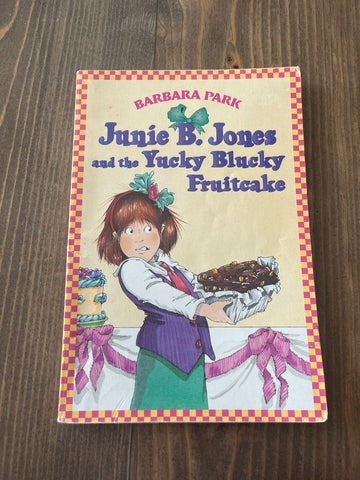 BARBARA PARK
Junie B. Jones
and the Yucky Blucky
Fruitcake